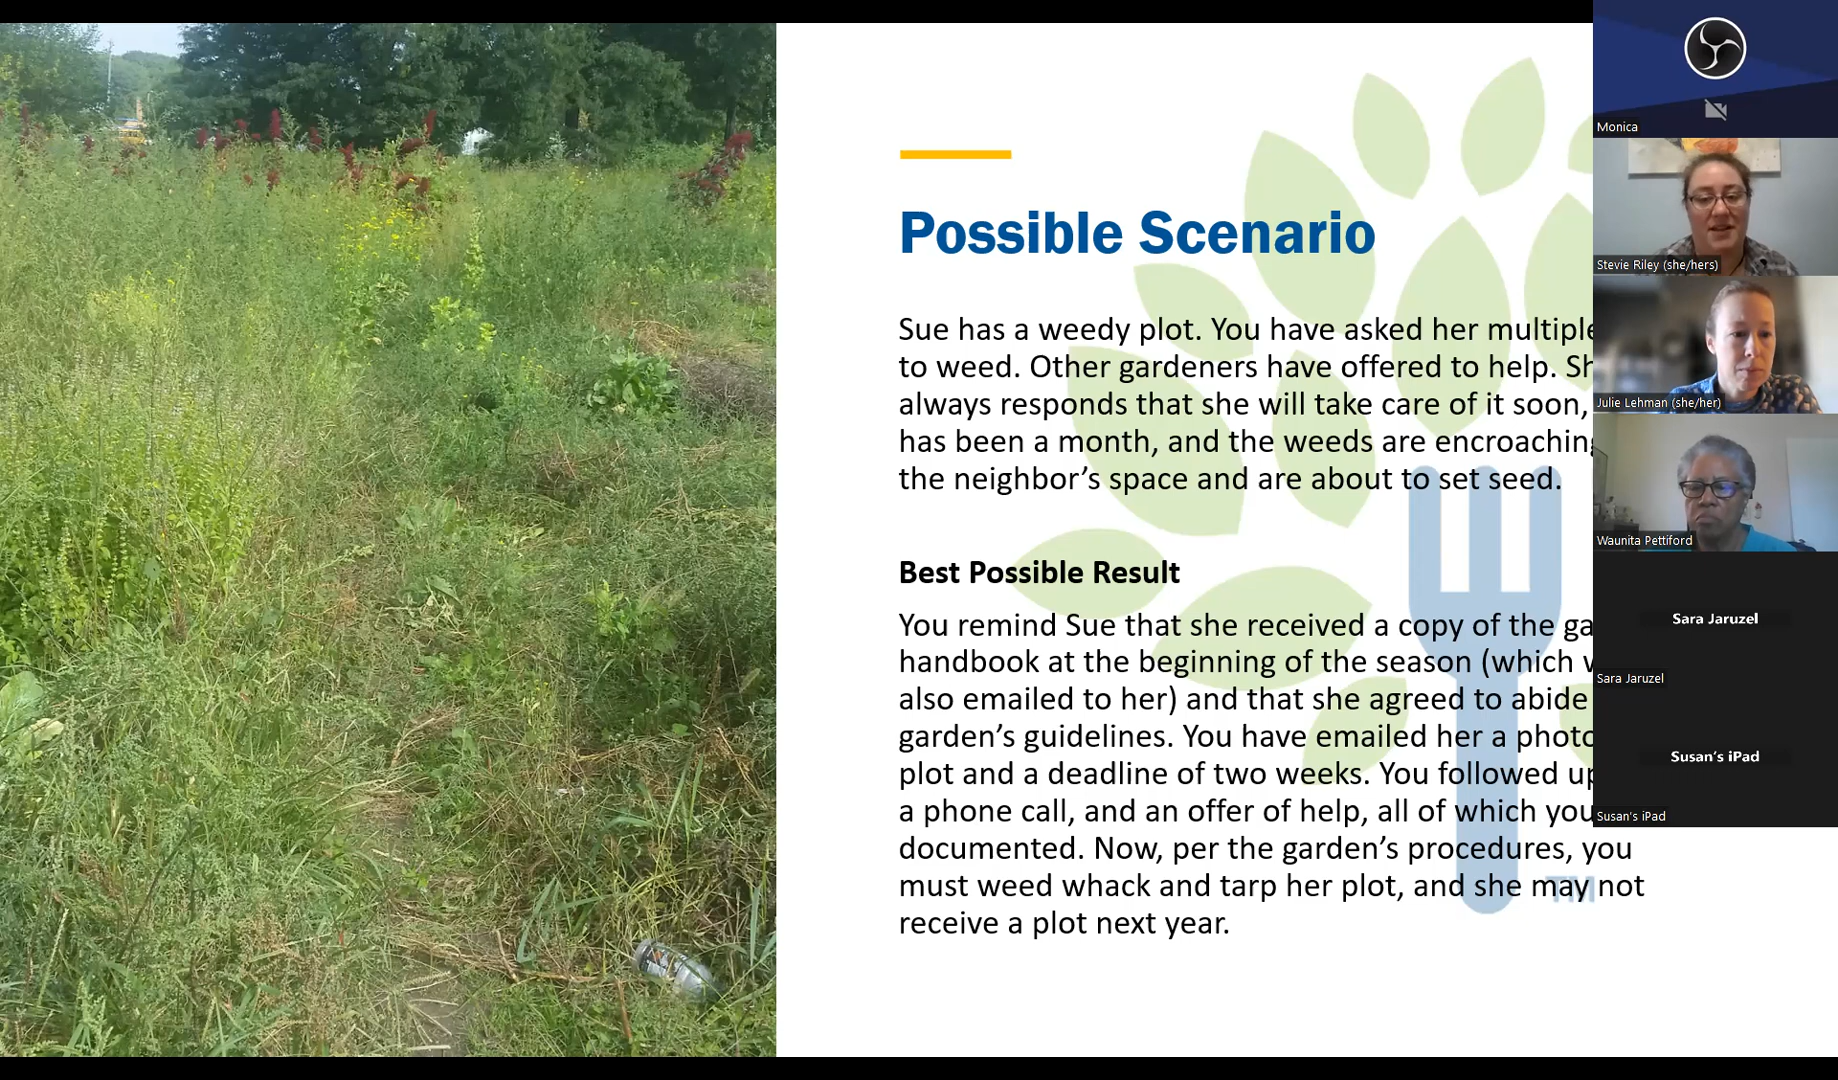 Possible Scenario
Sue has a weedy plot. You have asked her multiple
to weed. Other gardeners have offered to help.
always responds that she will take care of it soon,
has been a month, and the weeds are encroaching
the neighbor’s space and are about to set seed.
Best Possible Result
You remind Sue that she received a copy of the
handbook at the beginning of the season (which
also emailed to her) and that she agreed to abide
garden’s guidelines. You have emailed her a photo
plot and a deadline of two weeks. You followed up
a phone call, and an offer of help, all of which you
documented. Now, per the garden’s procedures, you
must weed whack and tarp her plot, and she may not
receive a plot next year.
TM
Monica
Stevie Riley (she/hers)
Julie Lehman (she/her)
Waunita Pettiford
Sara Jaruzel
Sara Jaruzel
Susan’s iPad
Susan's iPad